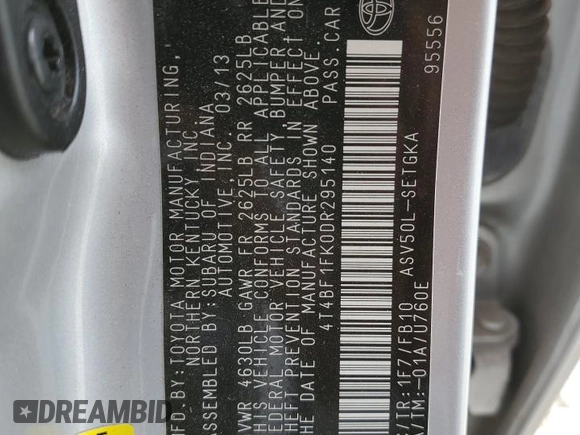 MFD.BY:TOYOTA MOTOR MANUFACTURING,
NORTHERN KENTUCKY, INC.
ASSEMBLED BY:SUBARU OF INDIANA
AUTOMOTIVE, INC. 03/13
GVWR 4630LB GAWR FR 2625LB RR 2625LB
THIS VEHICLE CONFORMS TO ALL APPLICABLE
FEDERAL MOTOR VEHICLE SAFETY, BUMPER AND
THEFT PREVENTION STANDARDS IN EFFECT ON
THE DATE OF MANUFACTURE SHOWN ABOVE.
4T4BF1FK0DR295140 PASS.CAR
/TR:1F7/FB10 ASV50L-SETGKA
/TM:-01A/U760E 95556
DREAMBID